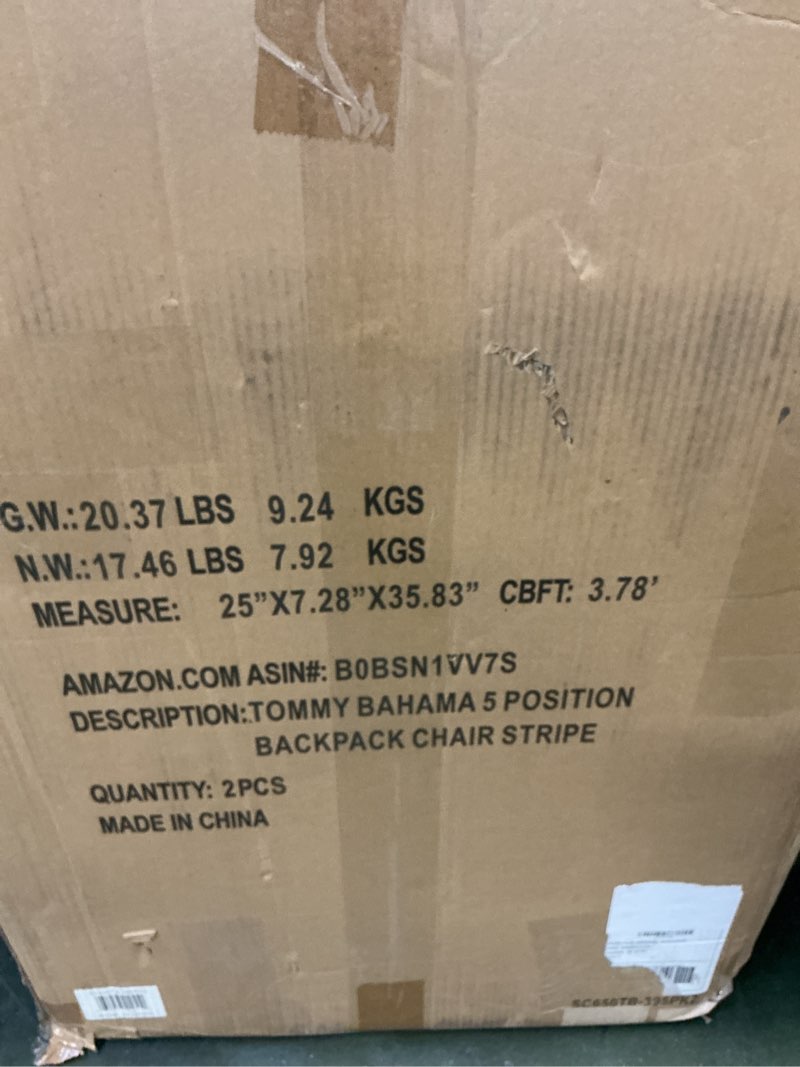 G.W.:20.37 LBS 9.24 KGS
N.W.:17.46 LBS 7.92 KGS
MEASURE: 25”X7.28”X35.83” CBFT: 3.78’
AMAZON.COM ASIN#: B0BSN1VV7S
DESCRIPTION:TOMMY BAHAMA 5 POSITION
BACKPACK CHAIR STRIPE
QUANTITY: 2PCS
MADE IN CHINA